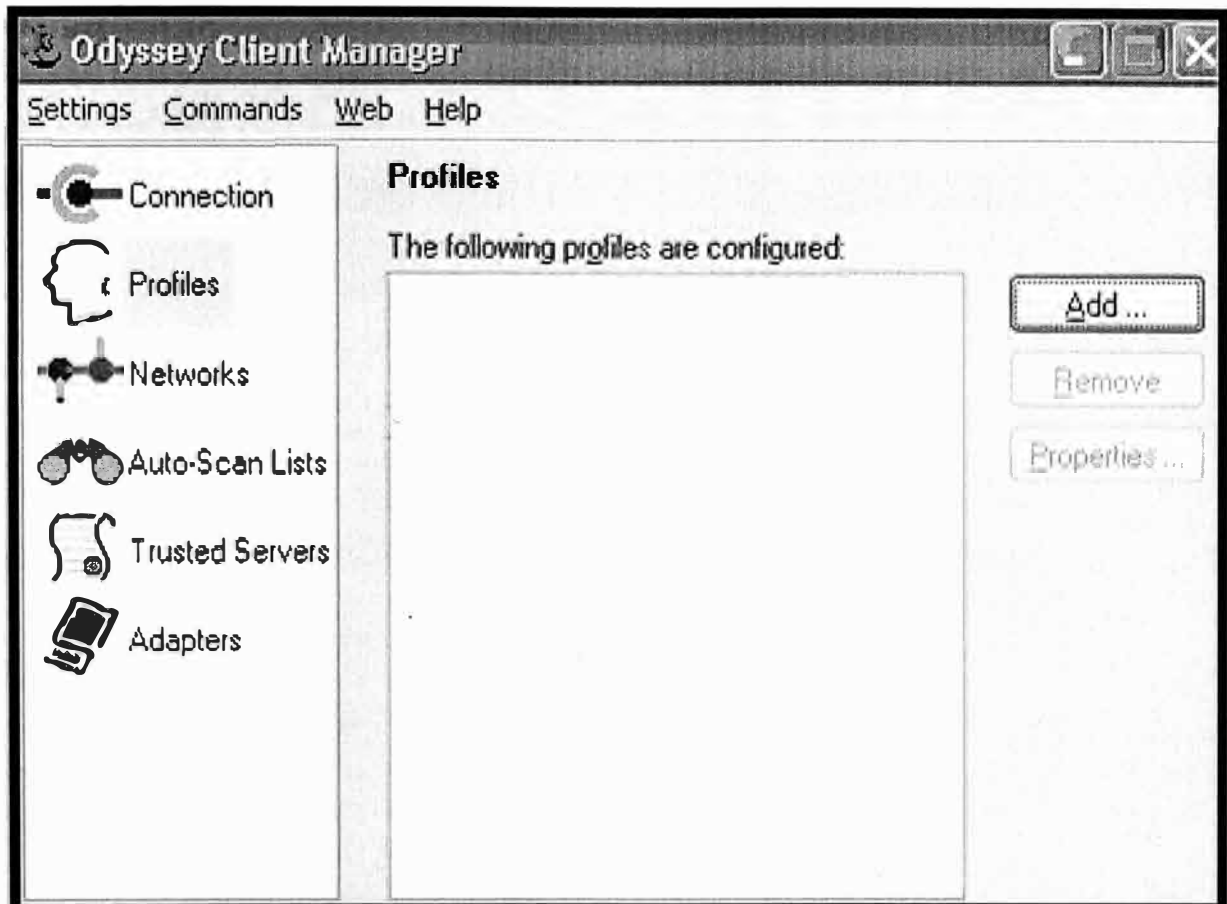 Odyssey Client Manager
Settings Commands Web Help
Connection
Profiles
Networks
Auto-Scan Lists
Trusted Servers
Adapters
Profiles
The following profiles are configured:
Add ...
Remove
Properties ...